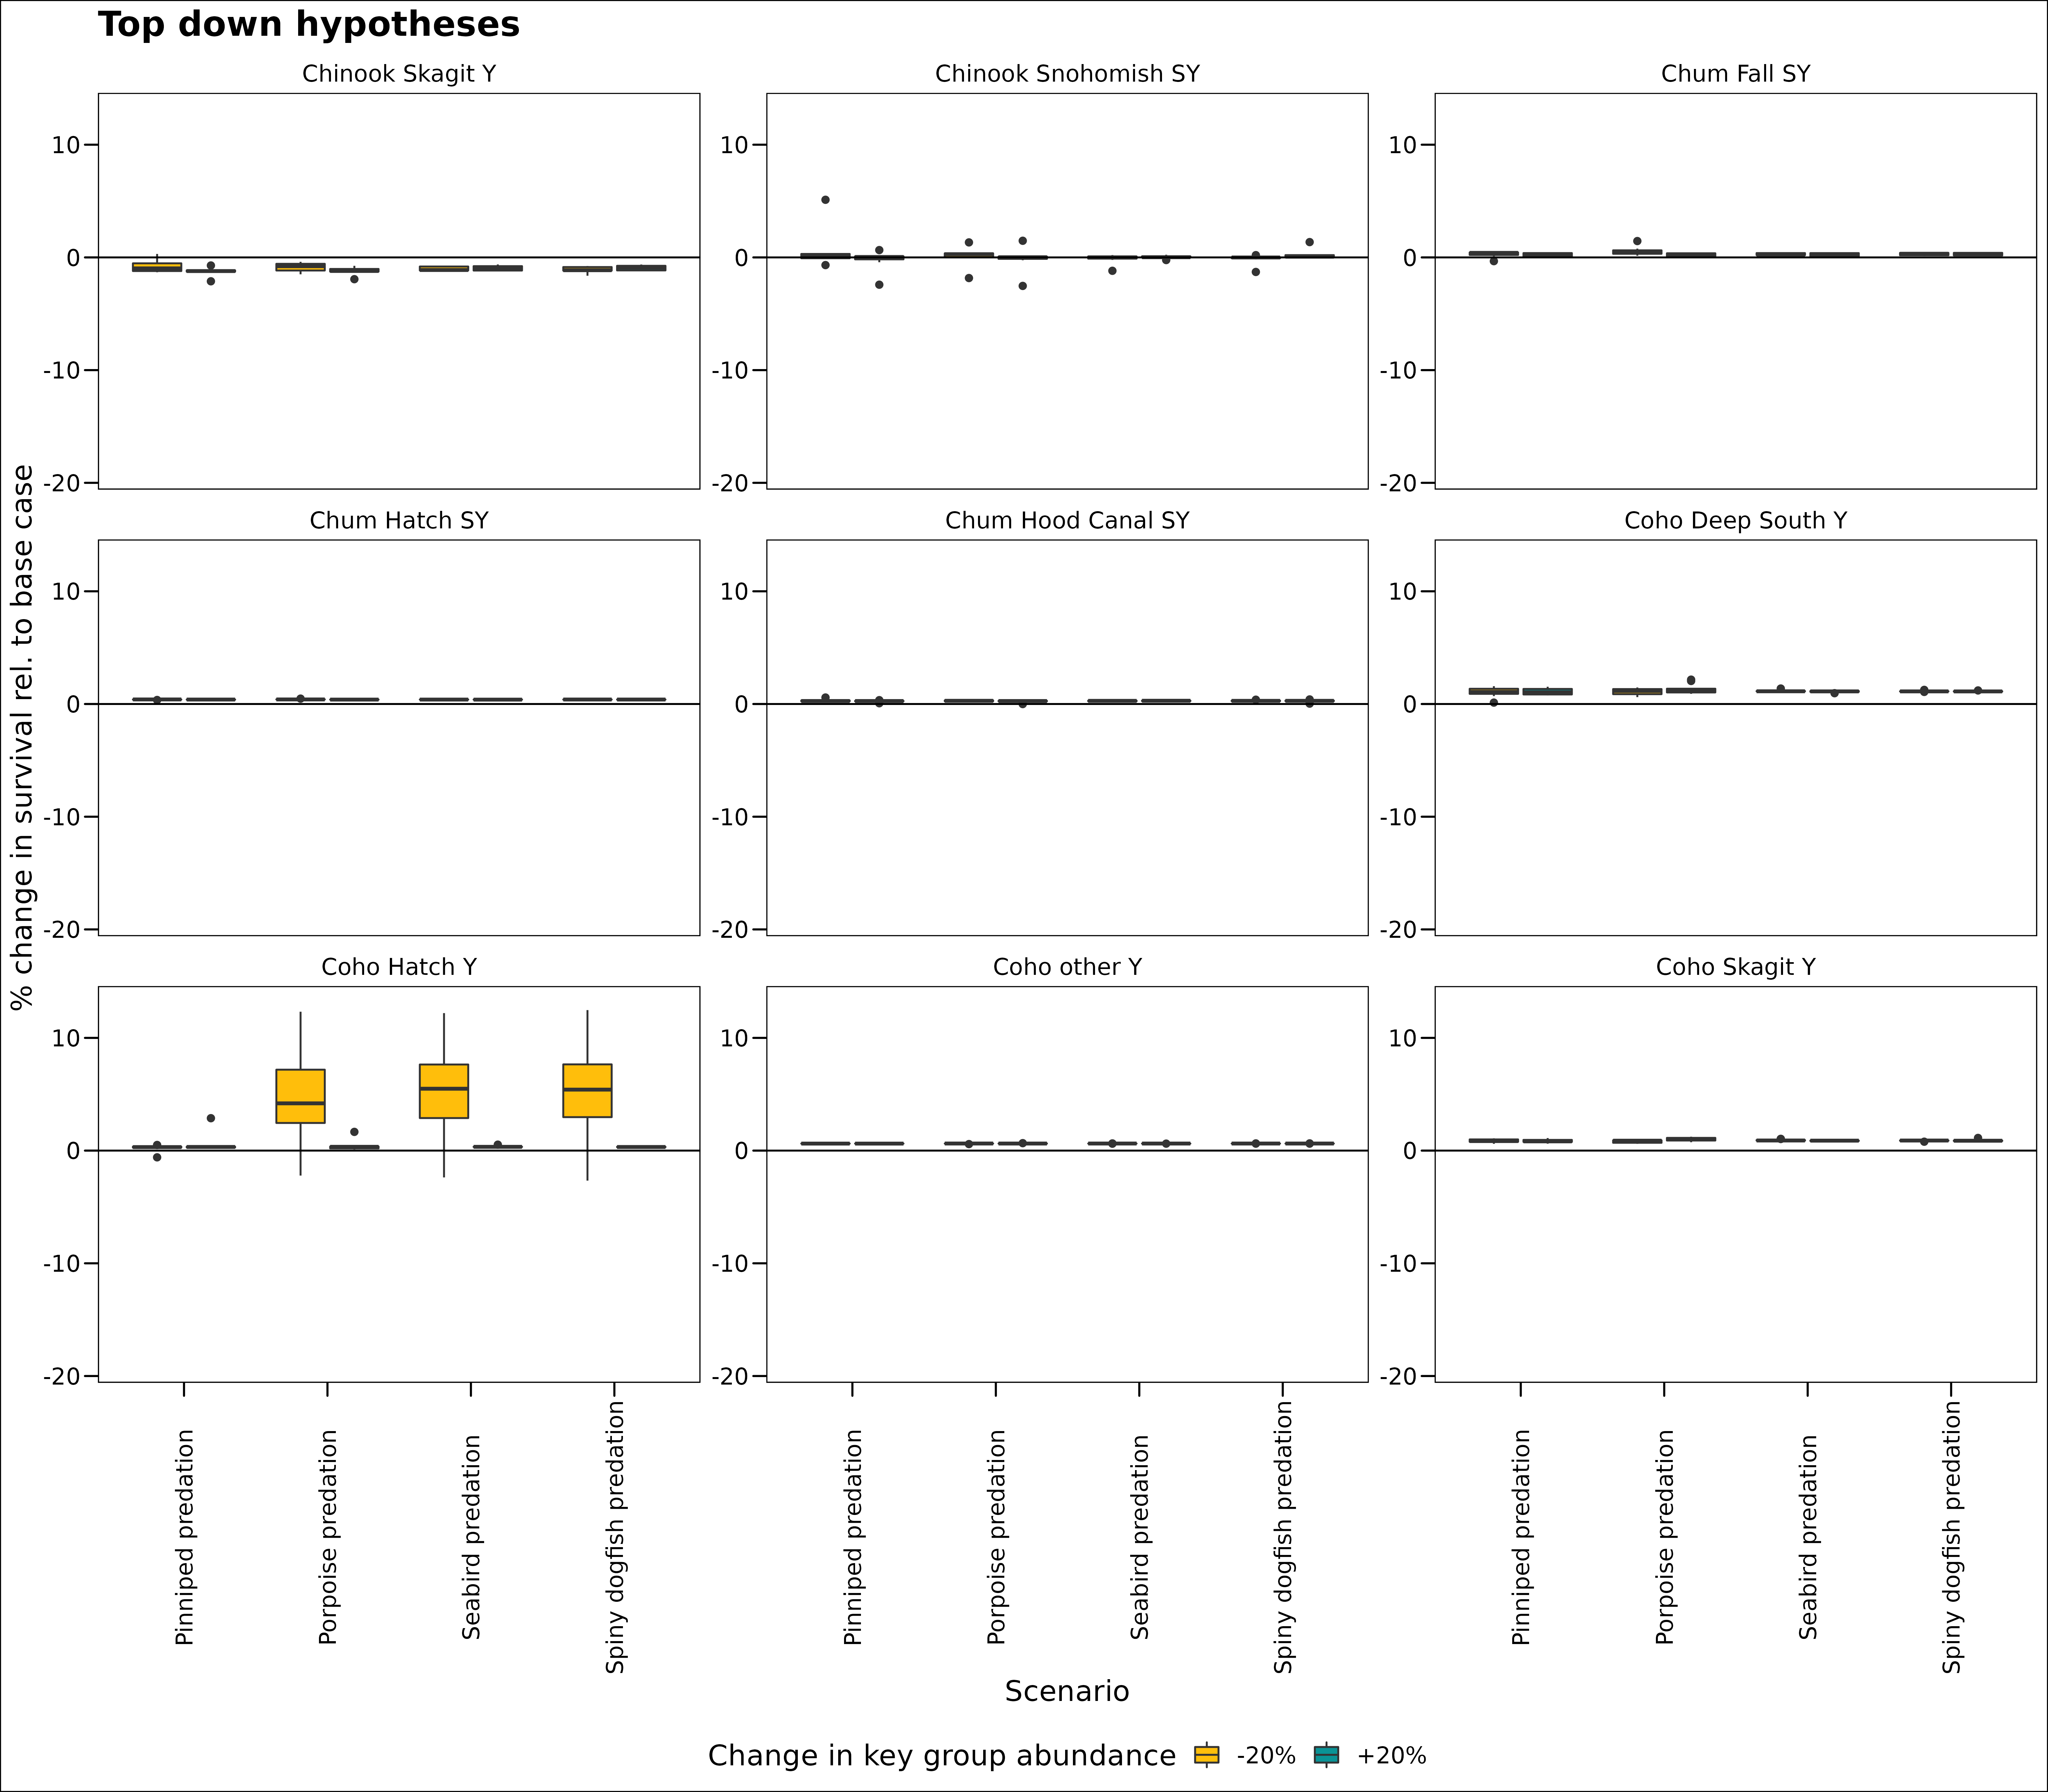 Top down hypotheses
Chinook Skagit Y
Chinook Snohomish SY
Chum Fall SY
10
0
-10
-20
10
0
-10
-20
10
0
-10
-20
Chum Hatch SY
Chum Hood Canal SY
Coho Deep South Y
10
0
-10
-20
10
0
-10
-20
10
0
-10
-20
Coho Hatch Y
Coho other Y
Coho Skagit Y
10
0
-10
-20
10
0
-10
-20
10
0
-10
-20
% change in survival rel. to base case
Pinniped predation
Porpoise predation
Seabird predation
Spiny dogfish predation
Pinniped predation
Porpoise predation
Seabird predation
Spiny dogfish predation
Pinniped predation
Porpoise predation
Seabird predation
Spiny dogfish predation
Scenario
Change in key group abundance -20% +20%